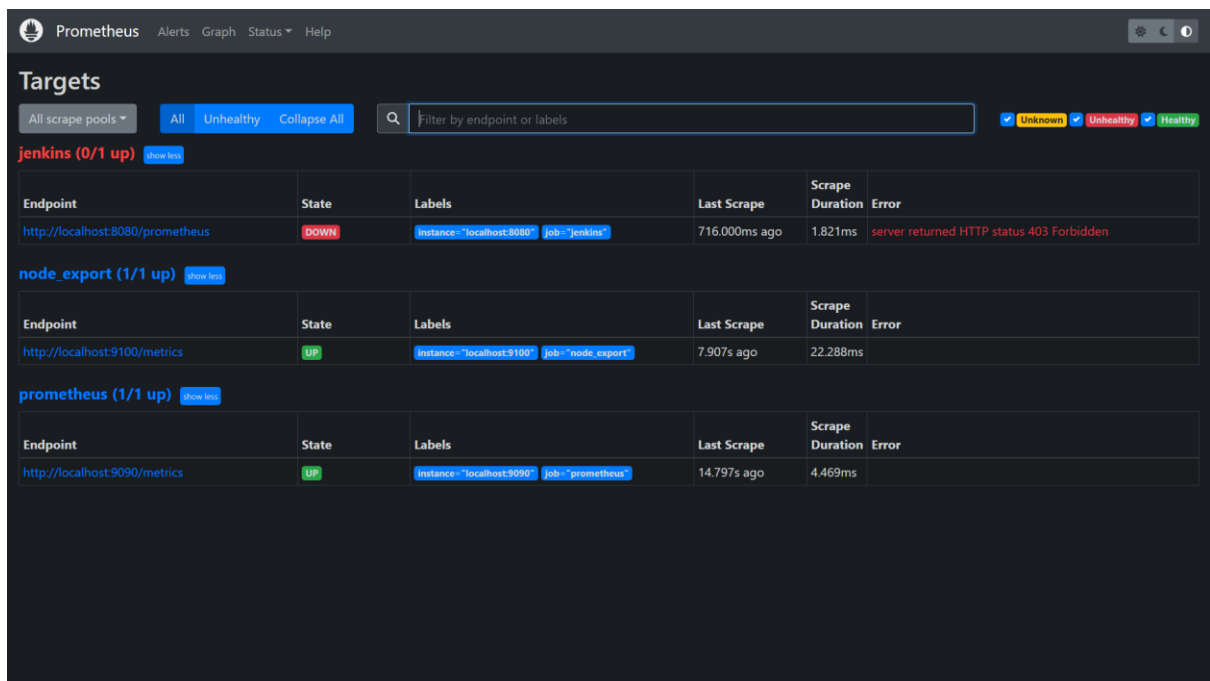 Prometheus Alerts Graph Status Help
Targets
All scrape pools All Unhealthy Collapse All Filter by endpoint or labels Unknown Unhealthy Healthy
jenkins (0/1 up) show less
Endpoint State Labels Last Scrape Scrape Duration Error
http://localhost:8080/prometheus DOWN instance="localhost:8080" job="jenkins" 716.000ms ago 1.821ms server returned HTTP status 403 Forbidden
node_export (1/1 up) show less
Endpoint State Labels Last Scrape Scrape Duration Error
http://localhost:9100/metrics UP instance="localhost:9100" job="node_export" 7.907s ago 22.288ms
prometheus (1/1 up) show less
Endpoint State Labels Last Scrape Scrape Duration Error
http://localhost:9090/metrics UP instance="localhost:9090" job="prometheus" 14.797s ago 4.469ms